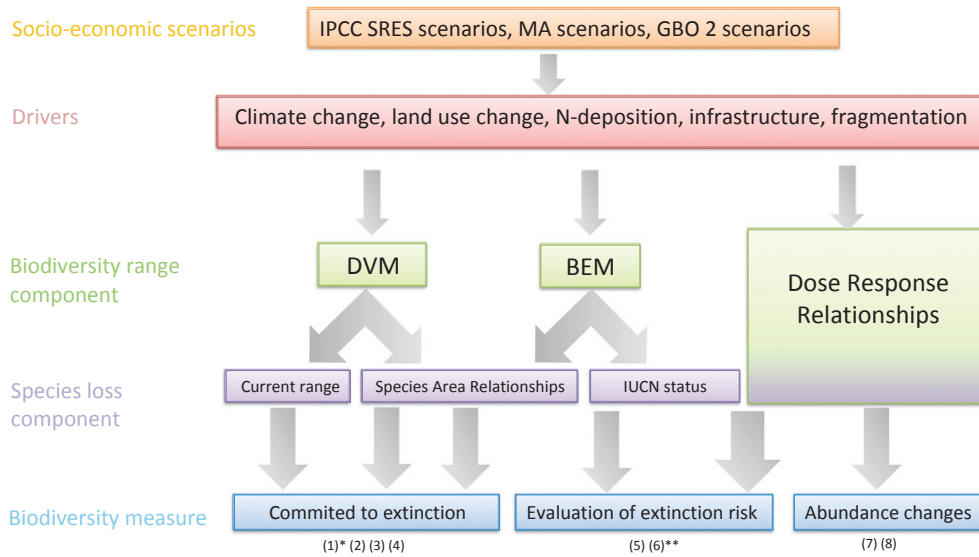 Socio-economic scenarios
IPCC SRES scenarios, MA scenarios, GBO 2 scenarios
Drivers
Climate change, land use change, N-deposition, infrastructure, fragmentation
Biodiversity range
component
DVM
BEM
Dose Response
Relationships
Species loss
component
Current range
Species Area Relationships
IUCN status
Biodiversity measure
Commited to extinction
Evaluation of extinction risk
Abundance changes
(1)* (2) (3) (4)
(5) (6)**
(7) (8)